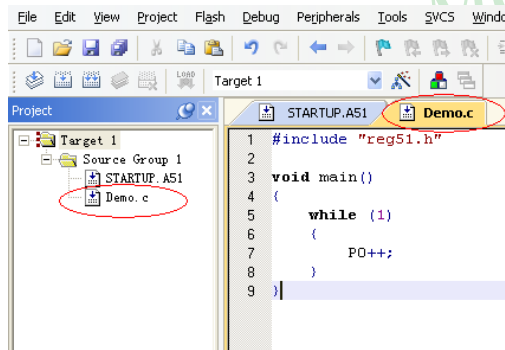 File Edit View Project Flash Debug Peripherals Tools SVCS
Target 1
Project
STARTUP.A51 Demo.c
Target 1
Source Group 1
STARTUP.A51
Demo.c
1 #include "reg51.h"
2
3 void main()
4 {
5 while (1)
6 {
7 P0++;
8 }
9 }